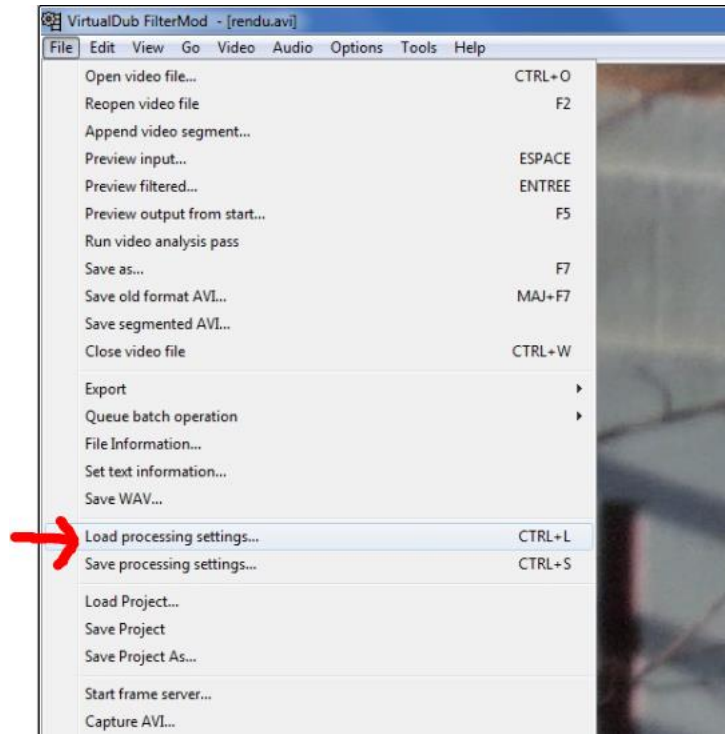 VirtualDub FilterMod - [rendu.avi]
File Edit View Go Video Audio Options Tools Help
Open video file... CTRL+O
Reopen video file F2
Append video segment...
Preview input... ESPACE
Preview filtered... ENTREE
Preview output from start... F5
Run video analysis pass
Save as... F7
Save old format AVI... MAJ+F7
Save segmented AVI...
Close video file CTRL+W
Export
Queue batch operation
File Information...
Set text information...
Save WAV...
Load processing settings... CTRL+L
Save processing settings... CTRL+S
Load Project...
Save Project
Save Project As...
Start frame server...
Capture AVI...